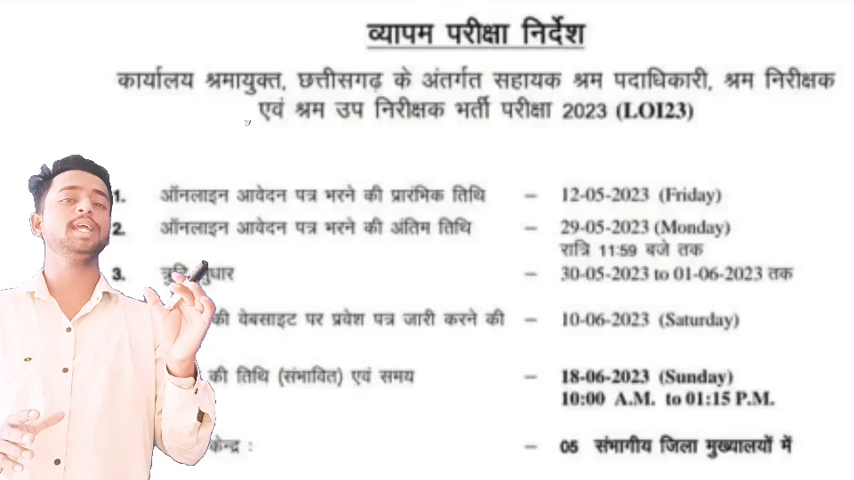 व्यापम परीक्षा निर्देश
कार्यालय श्रमायुक्त, छत्तीसगढ़ के अंतर्गत सहायक श्रम पदाधिकारी, श्रम निरीक्षक
एवं श्रम उप निरीक्षक भर्ती परीक्षा 2023 (LOI23)
1. ऑनलाइन आवेदन पत्र भरने की प्रारंभिक तिथि – 12-05-2023 (Friday)
2. ऑनलाइन आवेदन पत्र भरने की अंतिम तिथि – 29-05-2023 (Monday)
रात्रि 11:59 बजे तक
3. त्रुटि सुधार – 30-05-2023 to 01-06-2023 तक
की वेबसाइट पर प्रवेश पत्र जारी करने की – 10-06-2023 (Saturday)
की तिथि (संभावित) एवं समय – 18-06-2023 (Sunday)
10:00 A.M. to 01:15 P.M.
केन्द्र : – 05 संभागीय जिला मुख्यालयों में